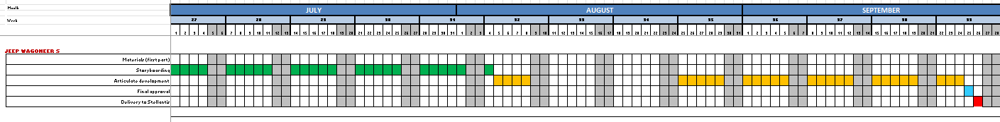 Month JULY AUGUST SEPTEMBER
Week 27 28 29 30 31 32 33 34 35 36 37 38 39
1 2 3 4 5 6 7 8 9 10 11 12 13 14 15 16 17 18 19 20 21 22 23 24 25 26 27 28 29 30 31 1 2 3 4 5 6 7 8 9 10 11 12 13 14 15 16 17 18 19 20 21 22 23 24 25 26 27 28 29 30 31 1 2 3 4 5 6 7 8 9 10 11 12 13 14 15 16 17 18 19 20 21 22 23 24 25 26 27 28
JEEP WAGONEER S
Materials (first part)
Storyboarding
Articulate development
Final approval
Delivery to Stellantis